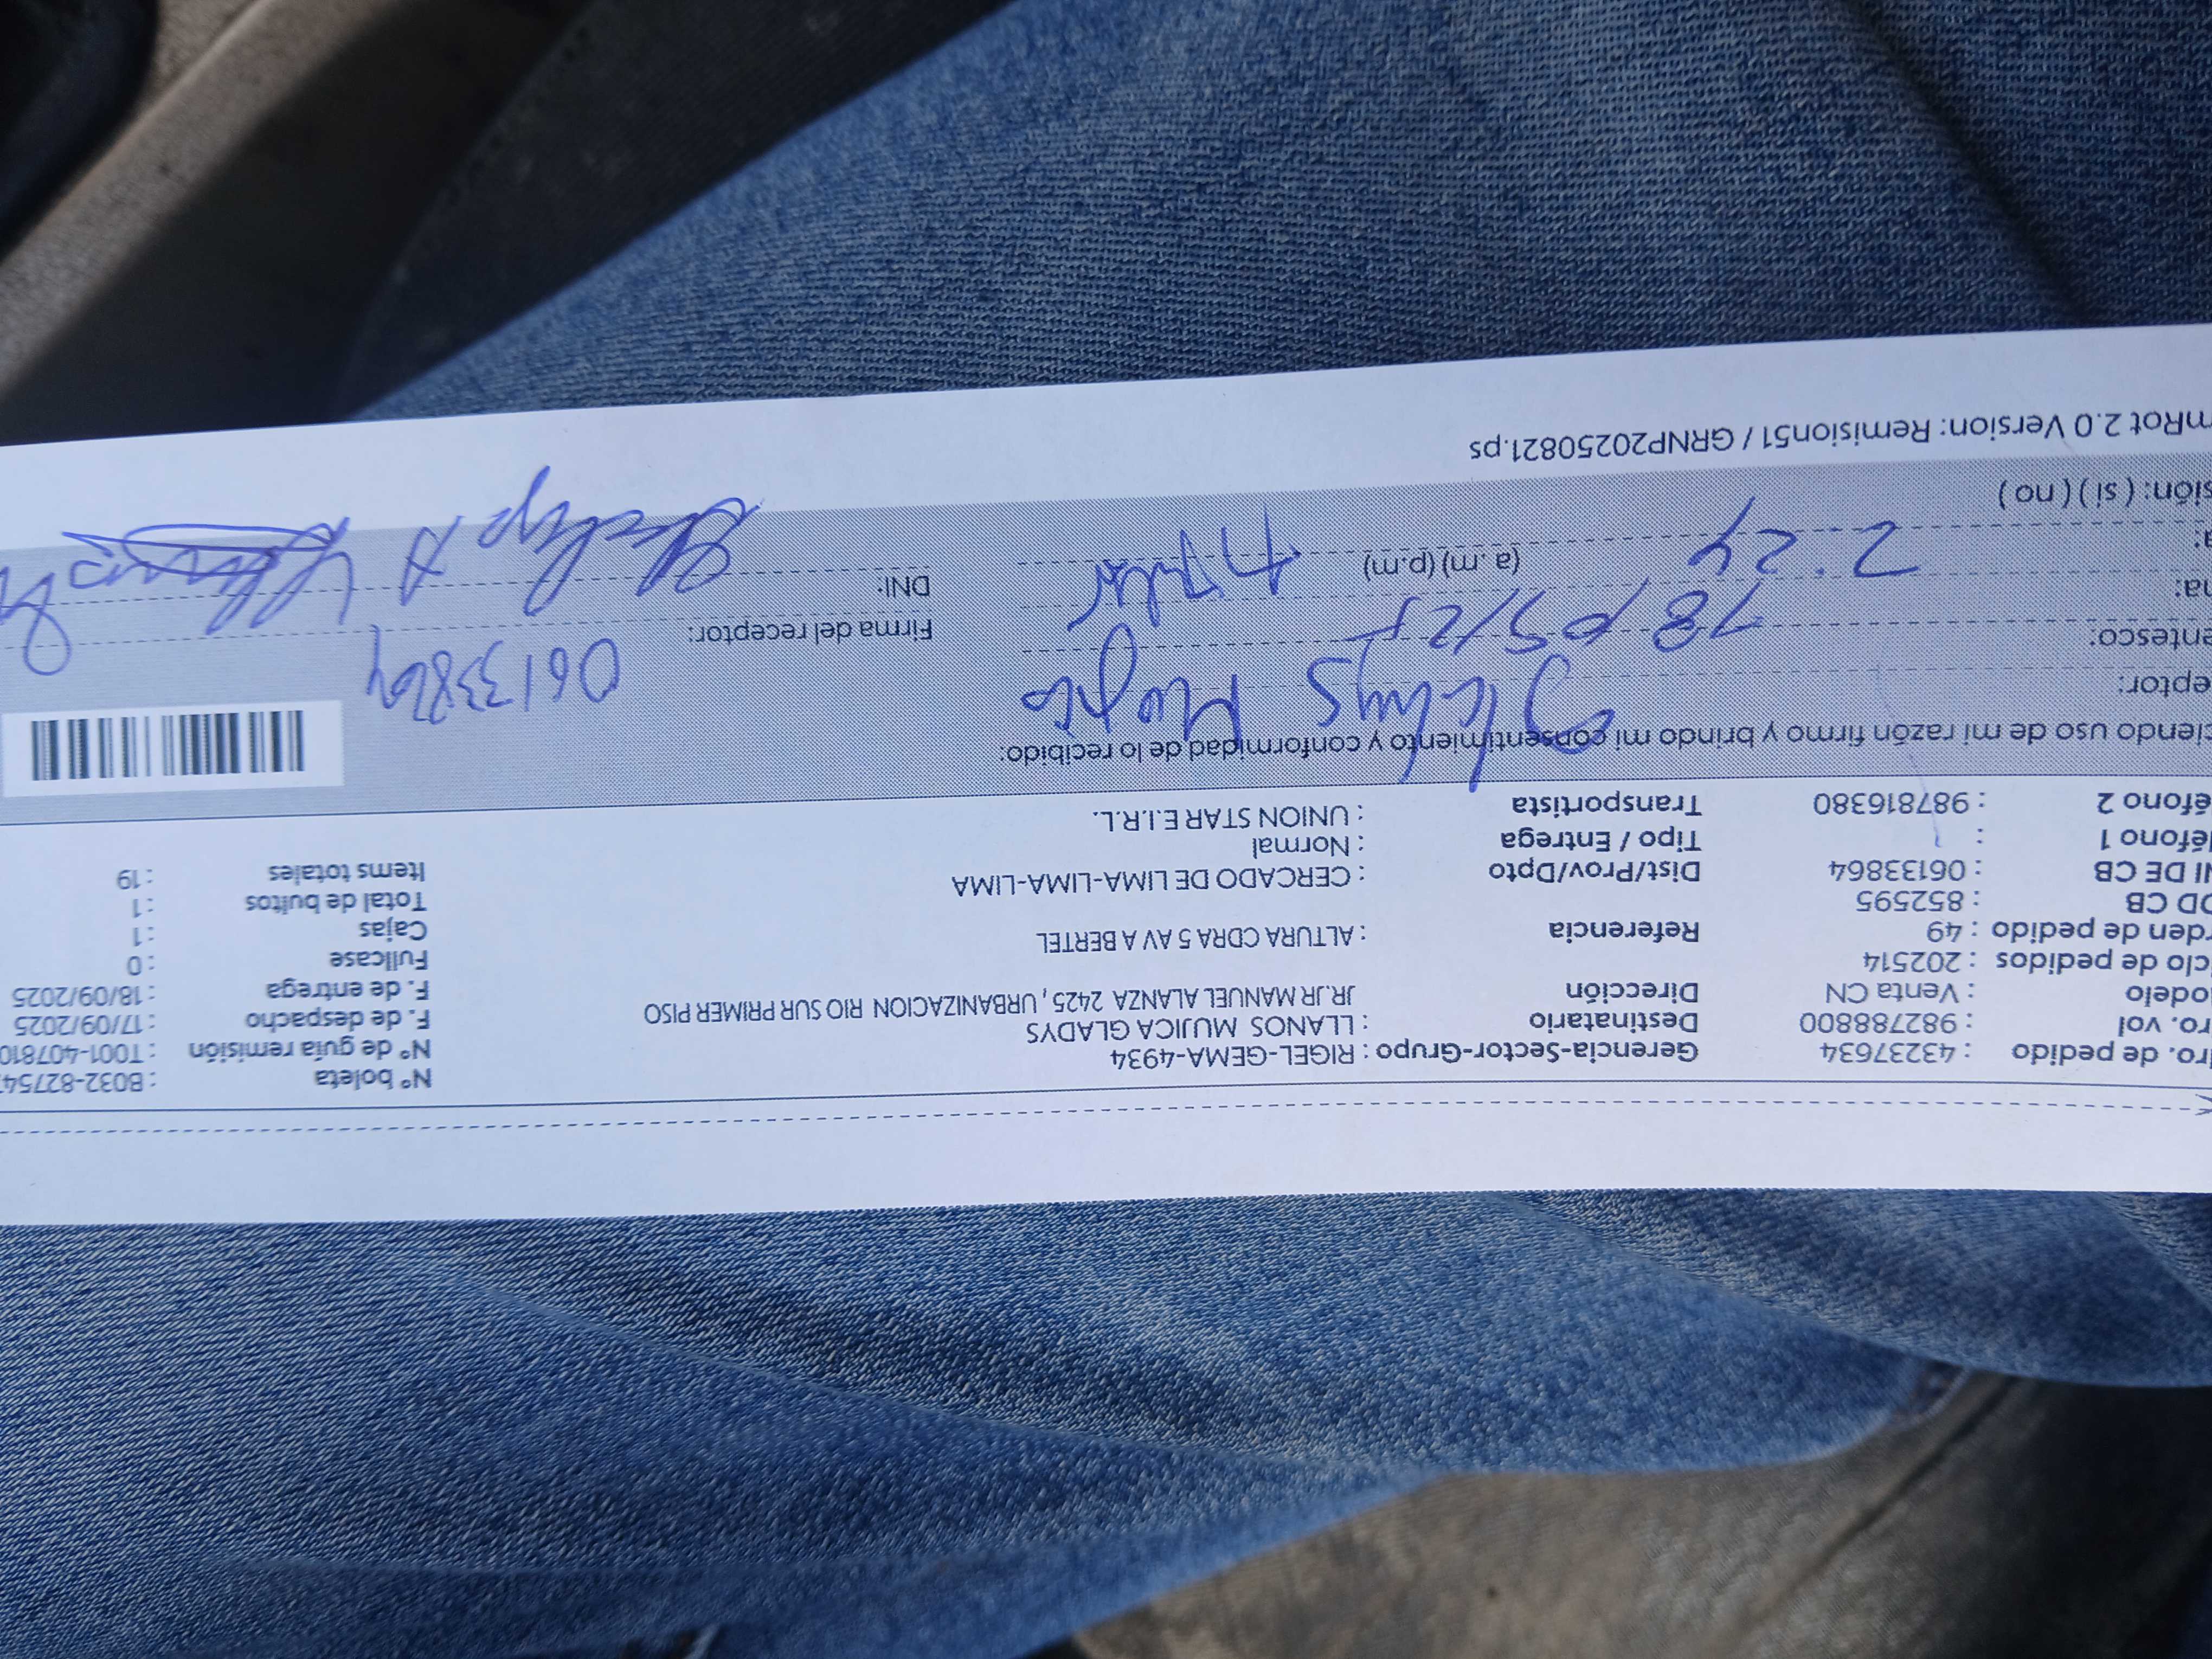 ro. de pedido : 43237634 Gerencia-Sector-Grupo : RIGEL-GEMA-4934 N° boleta : B032-82754
ro. vol : 982788800 Destinatario : LLANOS MUJICA GLADYS N° de guía remisión : T001-407810
odelo : Venta CN Dirección JR.JR MANUEL ALANZA 2425 , URBANIZACION RIO SUR PRIMER PISO F. de despacho : 17/09/2025
clo de pedidos : 202514 F. de entrega : 18/09/2025
rden de pedido : 49 Referencia : ALTURA CDRA 5 AV A BERTEL Fullcase : 0
OD CB : 852595 Cajas : 1
NI DE CB : 06133864 Dist/Prov/Dpto : CERCADO DE LIMA-LIMA-LIMA Total de bultos : 1
léfono 1 : Tipo / Entrega : Normal Items totales : 19
éfono 2 : 987816380 Transportista : UNION STAR E.I.R.L.
ciendo uso de mi razón firmo y brindo mi consentimiento y conformidad de lo recibido:
eptor: Gladys 06133864
entesco: Titular Firma del receptor:
ha: 18/09/25 DNI:
a: 2:24 (a. m) (p.m)
sión: ( si ) ( no )
mRot 2.0 Version: Remision51 / GRNP20250821.ps